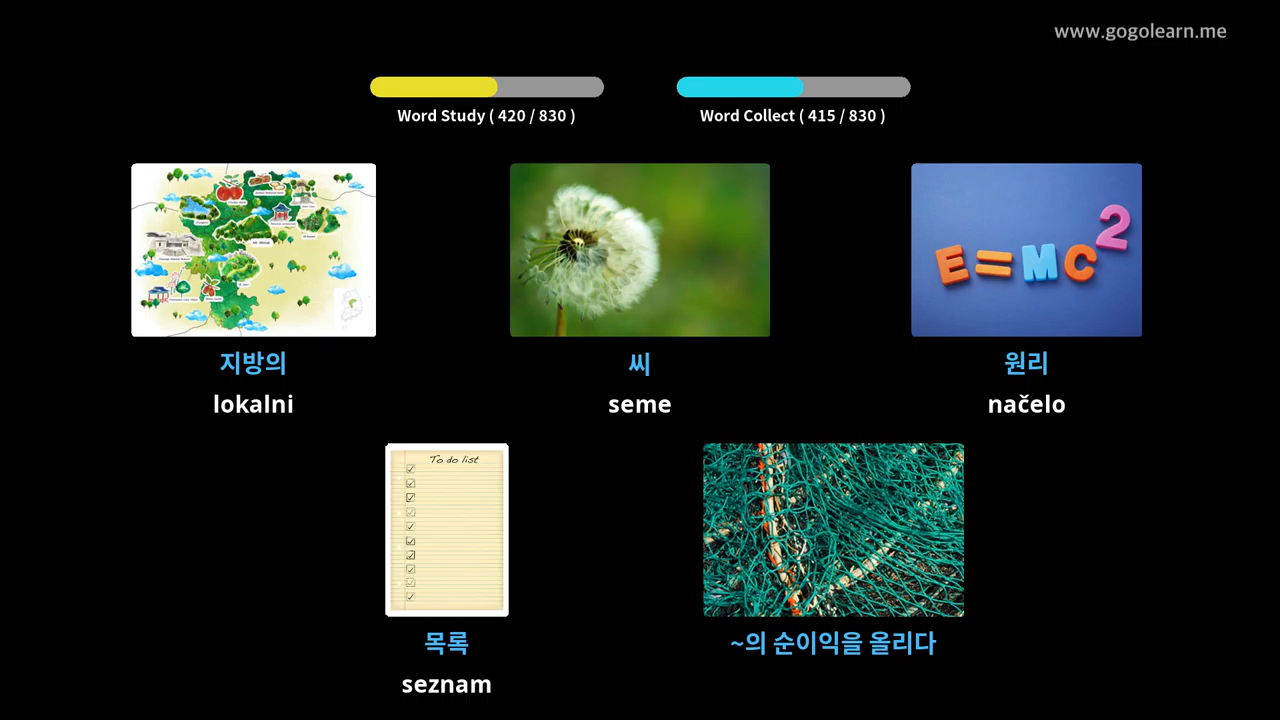 www.gogolearn.me
Word Study ( 420 / 830 )
Word Collect ( 415 / 830 )
지방의
lokalni
씨
seme
E=MC2
원리
načelo
To do list
목록
seznam
~의 순이익을 올리다